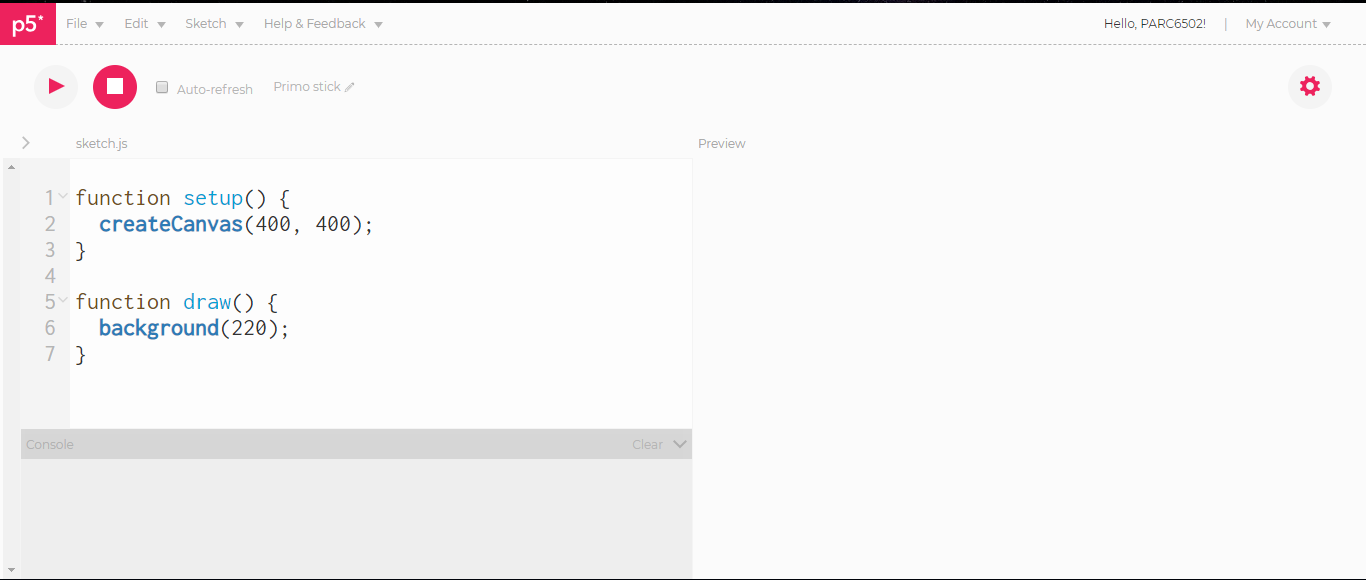 p5* File Edit Sketch Help & Feedback Hello, PARC6502! | My Account
Auto-refresh Primo stick
sketch.js Preview
1 function setup() {
2 createCanvas(400, 400);
3 }
4
5 function draw() {
6 background(220);
7 }
Console Clear